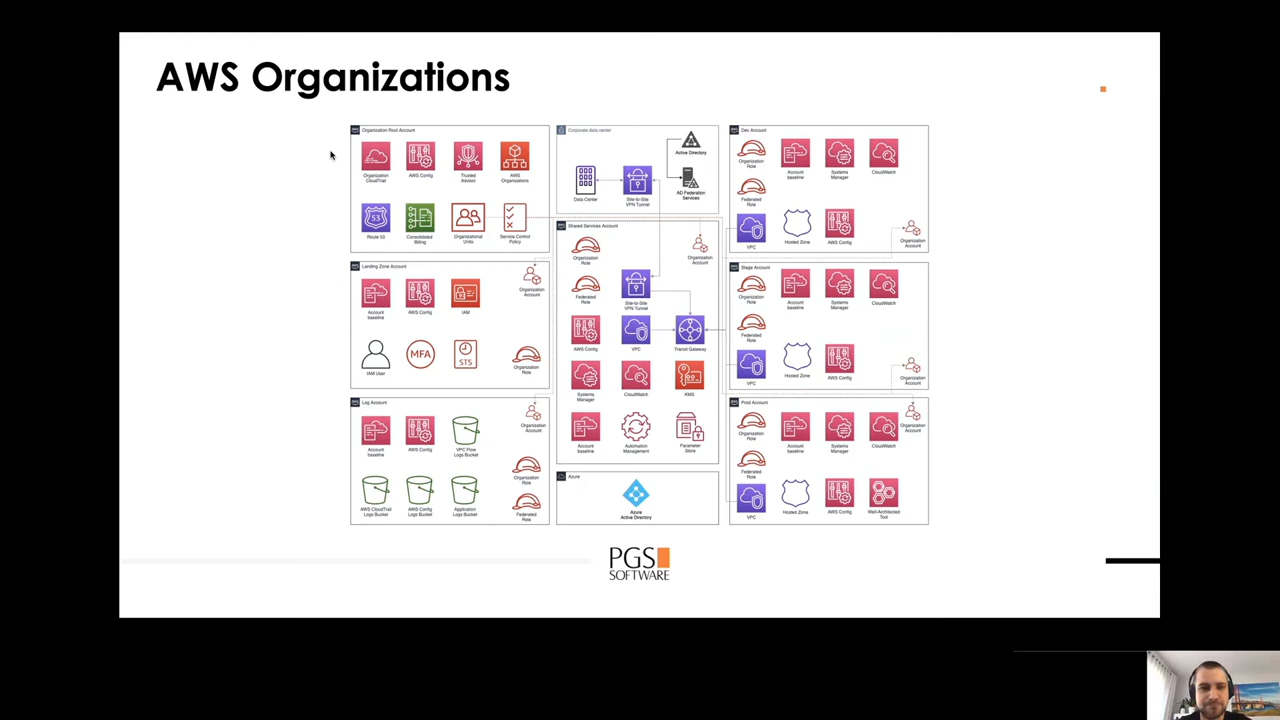 AWS Organizations
Organization Root Account
Organization
CloudTrail
AWS Config
Trusted
Advisor
AWS
Organizations
Route 53
Consolidated
Billing
Organizational
Units
Service Control
Policy
Landing Zone Account
Organization
Account
Account
baseline
AWS Config
IAM
IAM User
MFA
STS
Organization
Role
Log Account
Organization
Account
Account
baseline
AWS Config
VPC Flow
Logs Bucket
Organization
Role
AWS CloudTrail
Logs Bucket
AWS Config
Logs Bucket
Application
Logs Bucket
Federated
Role
Corporate data center
Active Directory
Data Center
Site-to-Site
VPN Tunnel
AD Federation
Services
Shared Services Account
Organization
Role
Organization
Account
Federated
Role
Site-to-Site
VPN Tunnel
AWS Config
VPC
Transit Gateway
Systems
Manager
CloudWatch
KMS
Account
baseline
Automation
Management
Parameter
Store
Azure
Azure
Active Directory
Dev Account
Organization
Role
Account
baseline
Systems
Manager
CloudWatch
Federated
Role
VPC
Hosted Zone
AWS Config
Organization
Account
Stage Account
Organization
Role
Account
baseline
Systems
Manager
CloudWatch
Federated
Role
VPC
Hosted Zone
AWS Config
Organization
Account
Prod Account
Organization
Role
Account
baseline
Systems
Manager
CloudWatch
Organization
Account
Federated
Role
VPC
Hosted Zone
AWS Config
Well-Architected
Tool
PGS
SOFTWARE